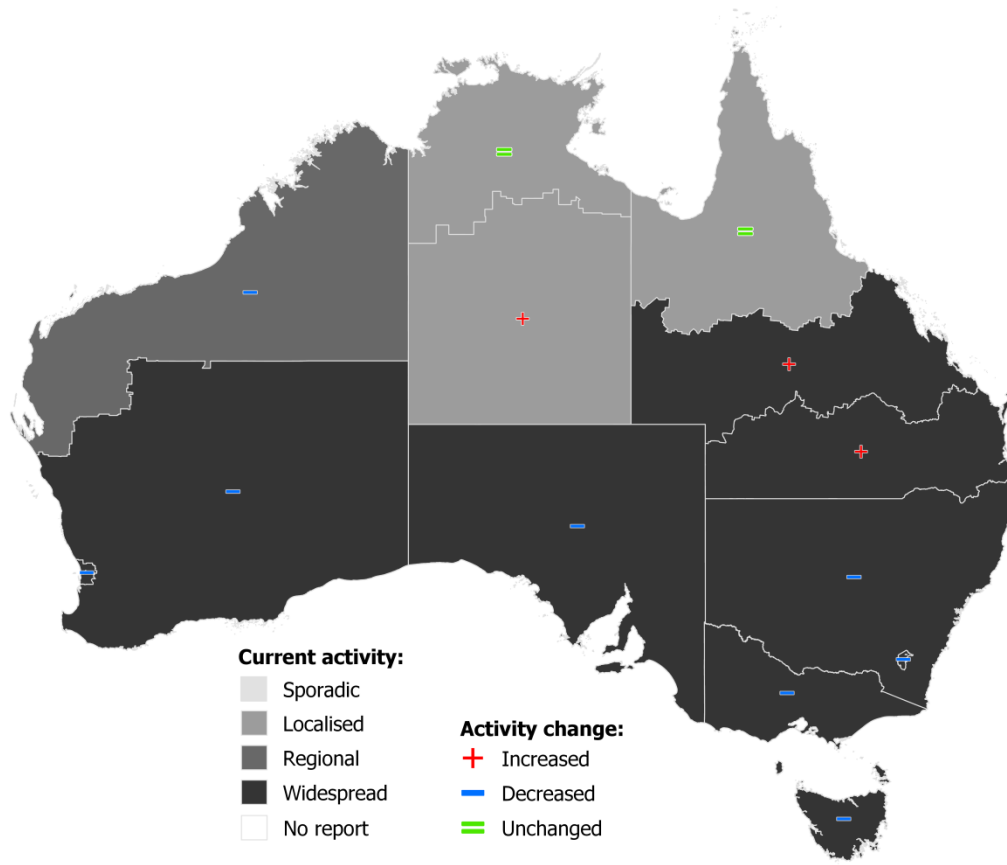 Current activity:
Sporadic
Localised
Regional
Widespread
No report
Activity change:
Increased
Decreased
Unchanged